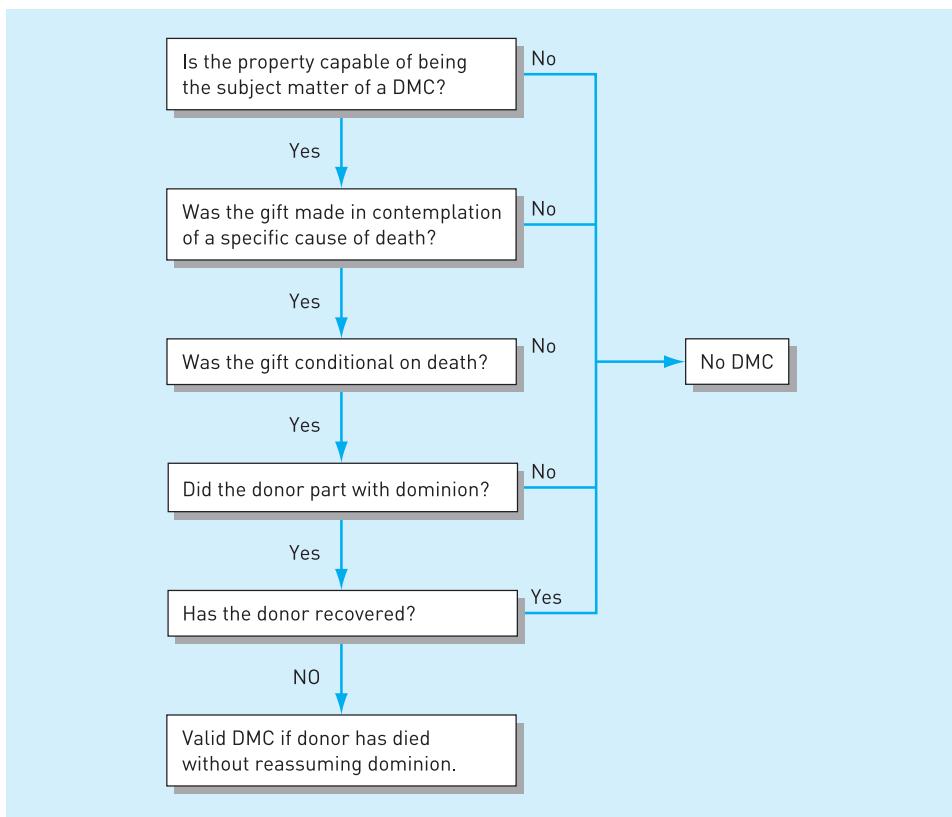 Is the property capable of being
the subject matter of a DMC?
No
Yes
Was the gift made in contemplation
of a specific cause of death?
No
Yes
Was the gift conditional on death?
No
No DMC
Yes
Did the donor part with dominion?
No
Yes
Has the donor recovered?
Yes
NO
Valid DMC if donor has died
without reassuming dominion.